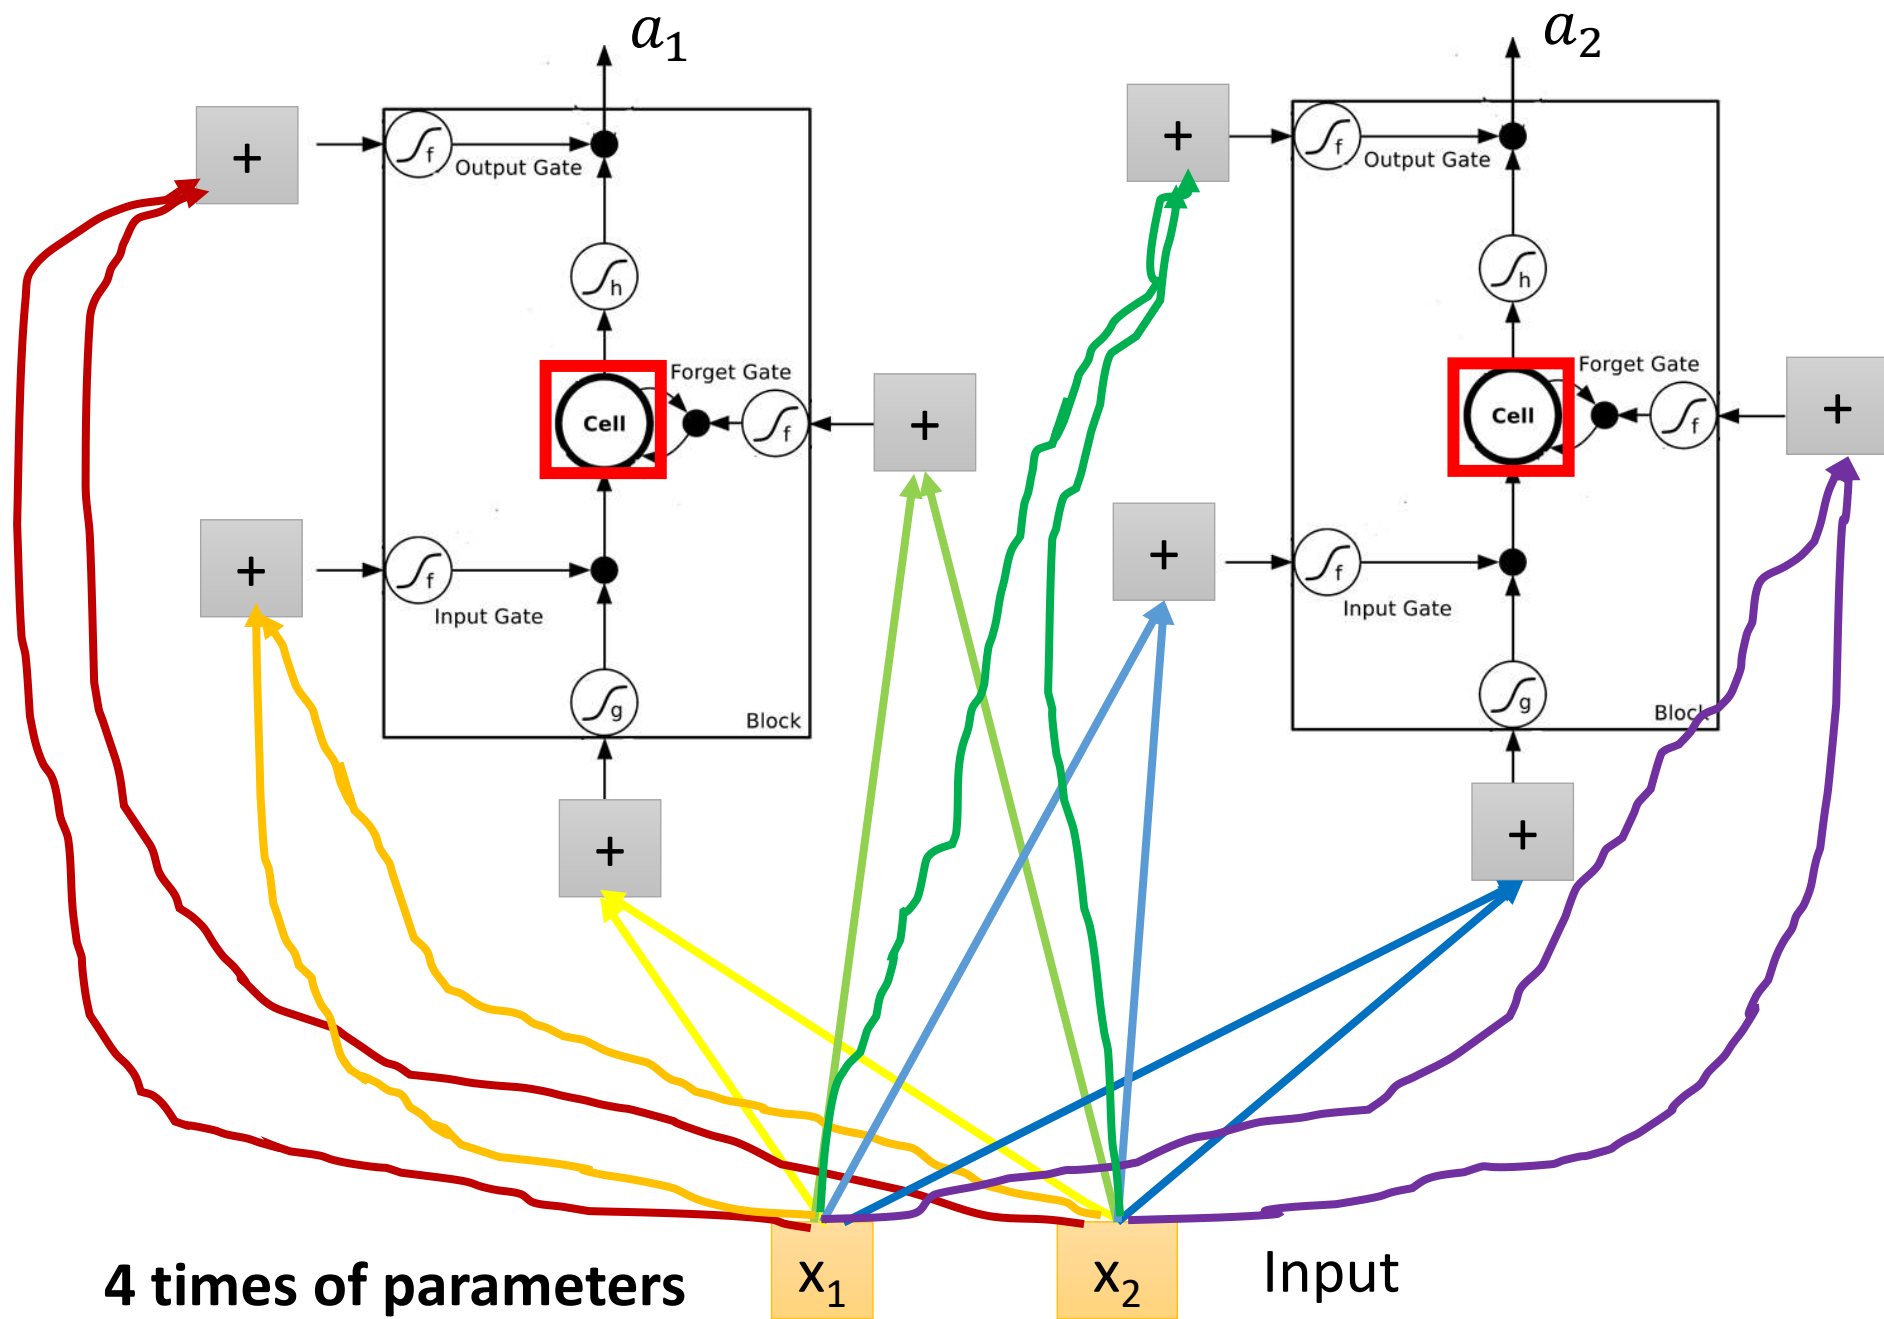 a₁
a₂
+
f
Output Gate
+
f
Output Gate
h
h
Forget Gate
Cell
f
+
Forget Gate
Cell
f
+
+
f
Input Gate
+
f
Input Gate
g
Block
g
Block
+
+
4 times of parameters
x₁
x₂
Input